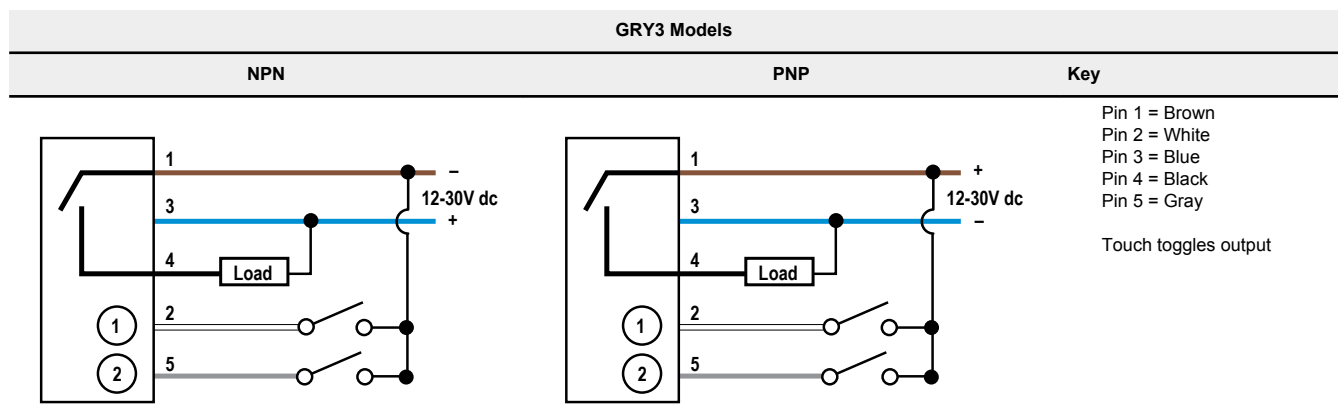 GRY3 Models
NPN PNP Key
1
–
12-30V dc
3
+
4
Load
1
2
2
5
1
+
12-30V dc
3
–
4
Load
1
2
2
5
Pin 1 = Brown
Pin 2 = White
Pin 3 = Blue
Pin 4 = Black
Pin 5 = Gray
Touch toggles output